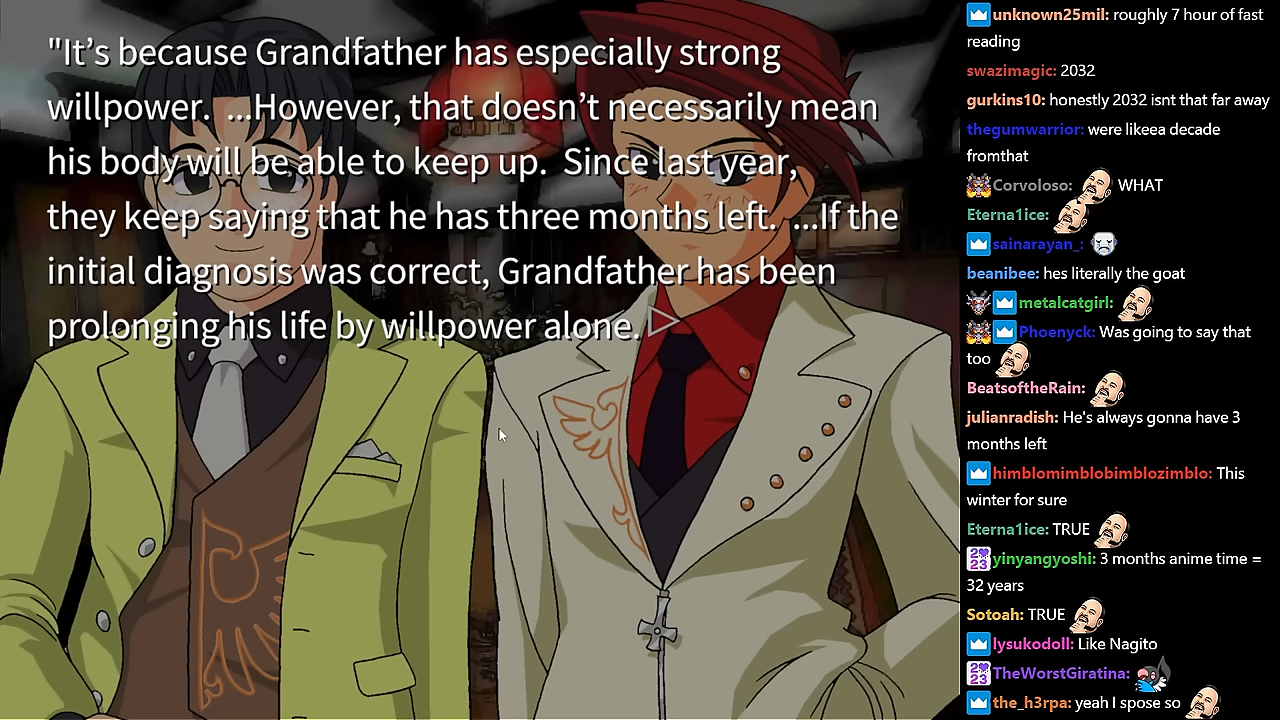 "It’s because Grandfather has especially strong
willpower.  ...However, that doesn’t necessarily mean
his body will be able to keep up.  Since last year,
they keep saying that he has three months left.  ...If the
initial diagnosis was correct, Grandfather has been
prolonging his life by willpower alone.
unknown25mil: roughly 7 hour of fast
reading
swazimagic: 2032
gurkins10: honestly 2032 isnt that far away
thegumwarrior: were likeea decade
fromthat
Corvoloso: WHAT
Eterna1ice:
sainarayan_:
beanibee: hes literally the goat
metalcatgirl:
Phoenyck: Was going to say that
too
BeatsoftheRain:
julianradish: He's always gonna have 3
months left
himblomimblobimblozimblo: This
winter for sure
Eterna1ice: TRUE
yinyangyoshi: 3 months anime time =
32 years
Sotoah: TRUE
lysukodoll: Like Nagito
TheWorstGiratina:
the_h3rpa: yeah I spose so